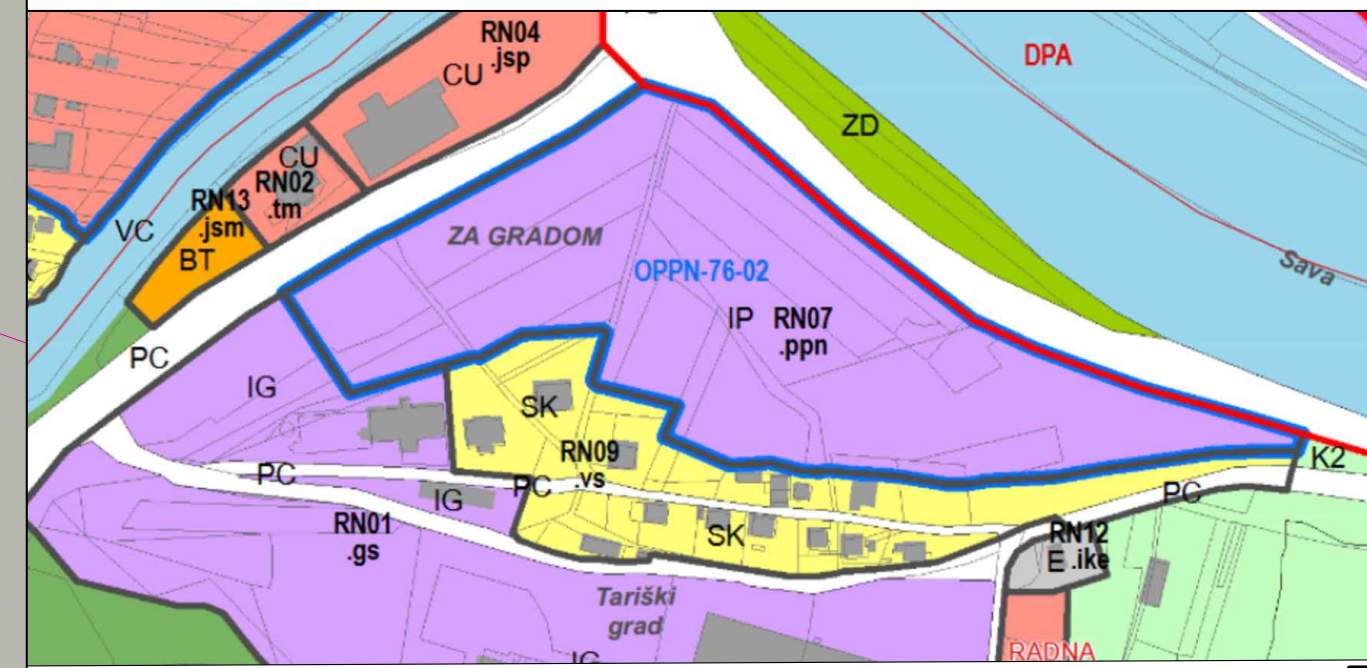 RN04
.jsp
CU
DPA
ZD
CU
RN02
.tm
RN13
.jsm
VC
BT
ZA GRADOM
OPPN-76-02
Sava
IP RN07
.ppn
PC
IG
SK
RN09
.vs
K2
PC
PC
PC
IG
RN01
.gs
SK
RN12
E .ike
Tariški
grad
RADNA
IG